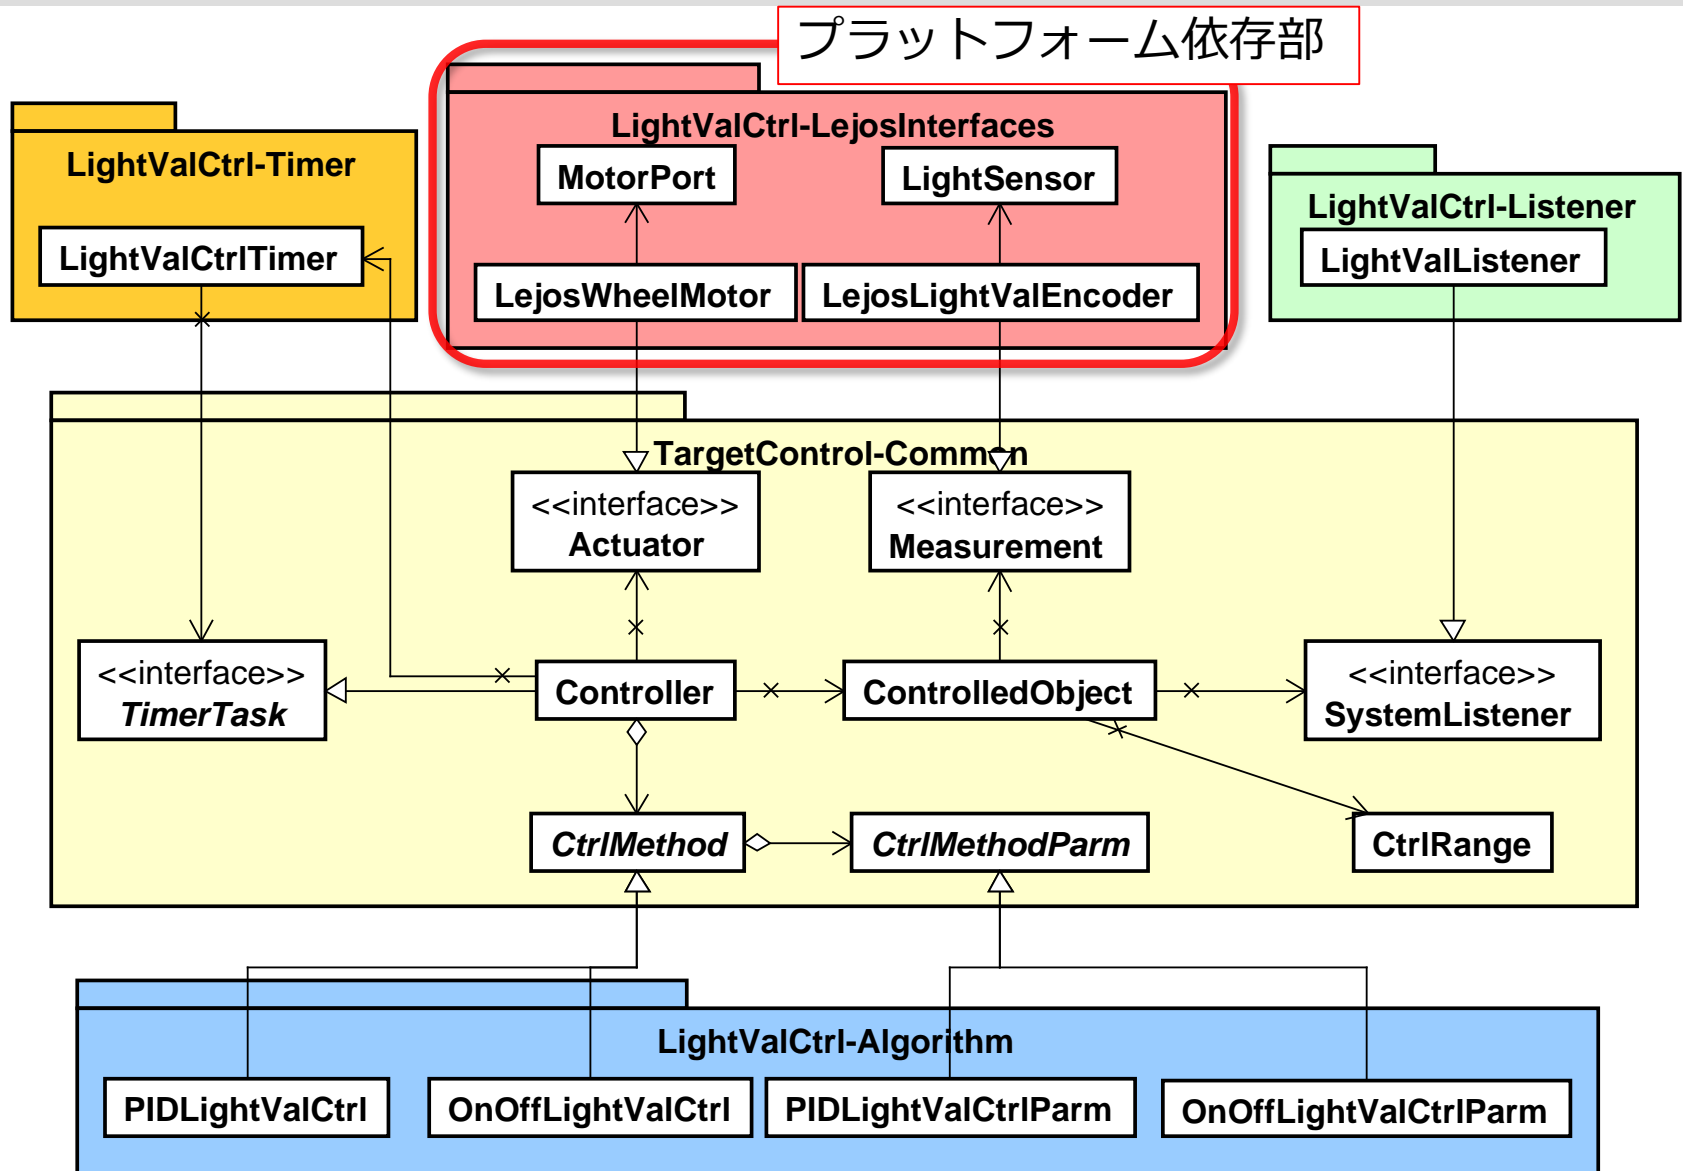 プラットフォーム依存部
LightValCtrl-LejosInterfaces
LightValCtrl-Timer
MotorPort
LightSensor
LightValCtrl-Listener
LightValCtrlTimer
LightValListener
LejosWheelMotor
LejosLightValEncoder
TargetControl-Common
<<interface>>
Actuator
<<interface>>
Measurement
<<interface>>
TimerTask
Controller
ControlledObject
<<interface>>
SystemListener
CtrlMethod
CtrlMethodParm
CtrlRange
LightValCtrl-Algorithm
PIDLightValCtrl
OnOffLightValCtrl
PIDLightValCtrlParm
OnOffLightValCtrlParm